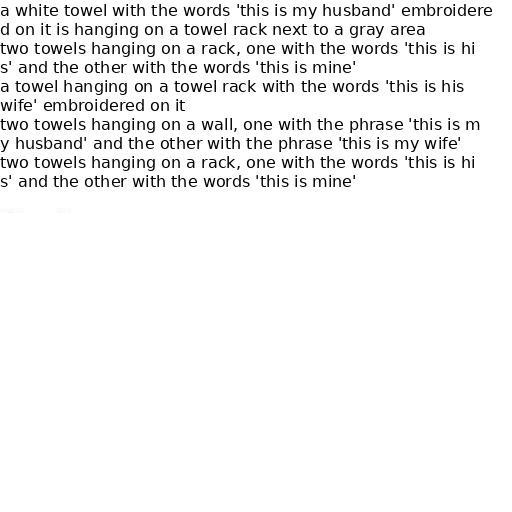 a white towel with the words 'this is my husband' embroidere
d on it is hanging on a towel rack next to a gray area
two towels hanging on a rack, one with the words 'this is hi
s' and the other with the words 'this is mine'
a towel hanging on a towel rack with the words 'this is his
wife' embroidered on it
two towels hanging on a wall, one with the phrase 'this is m
y husband' and the other with the phrase 'this is my wife'
two towels hanging on a rack, one with the words 'this is hi
s' and the other with the words 'this is mine'